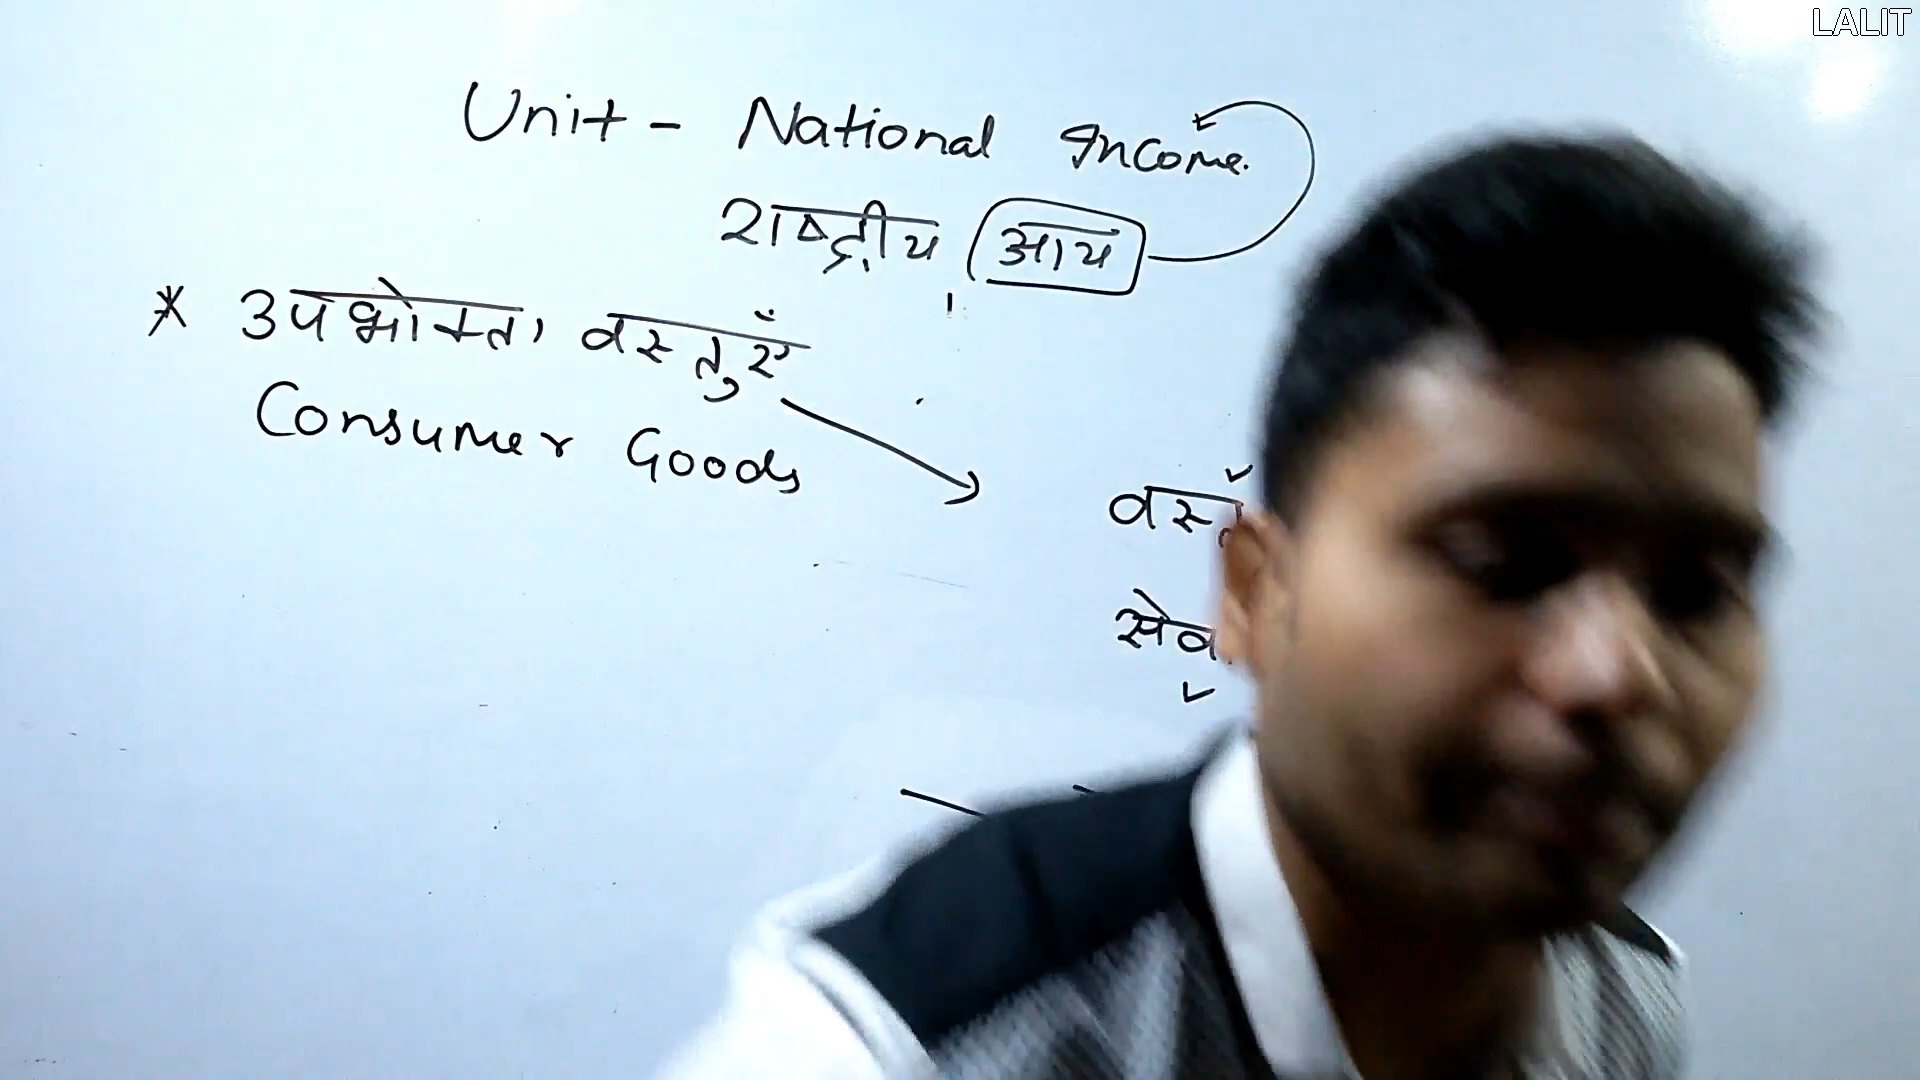 LALIT
Unit - National Income.
राष्ट्रीय आय
* उपभोक्ता वस्तुएँ
Consumer Goods